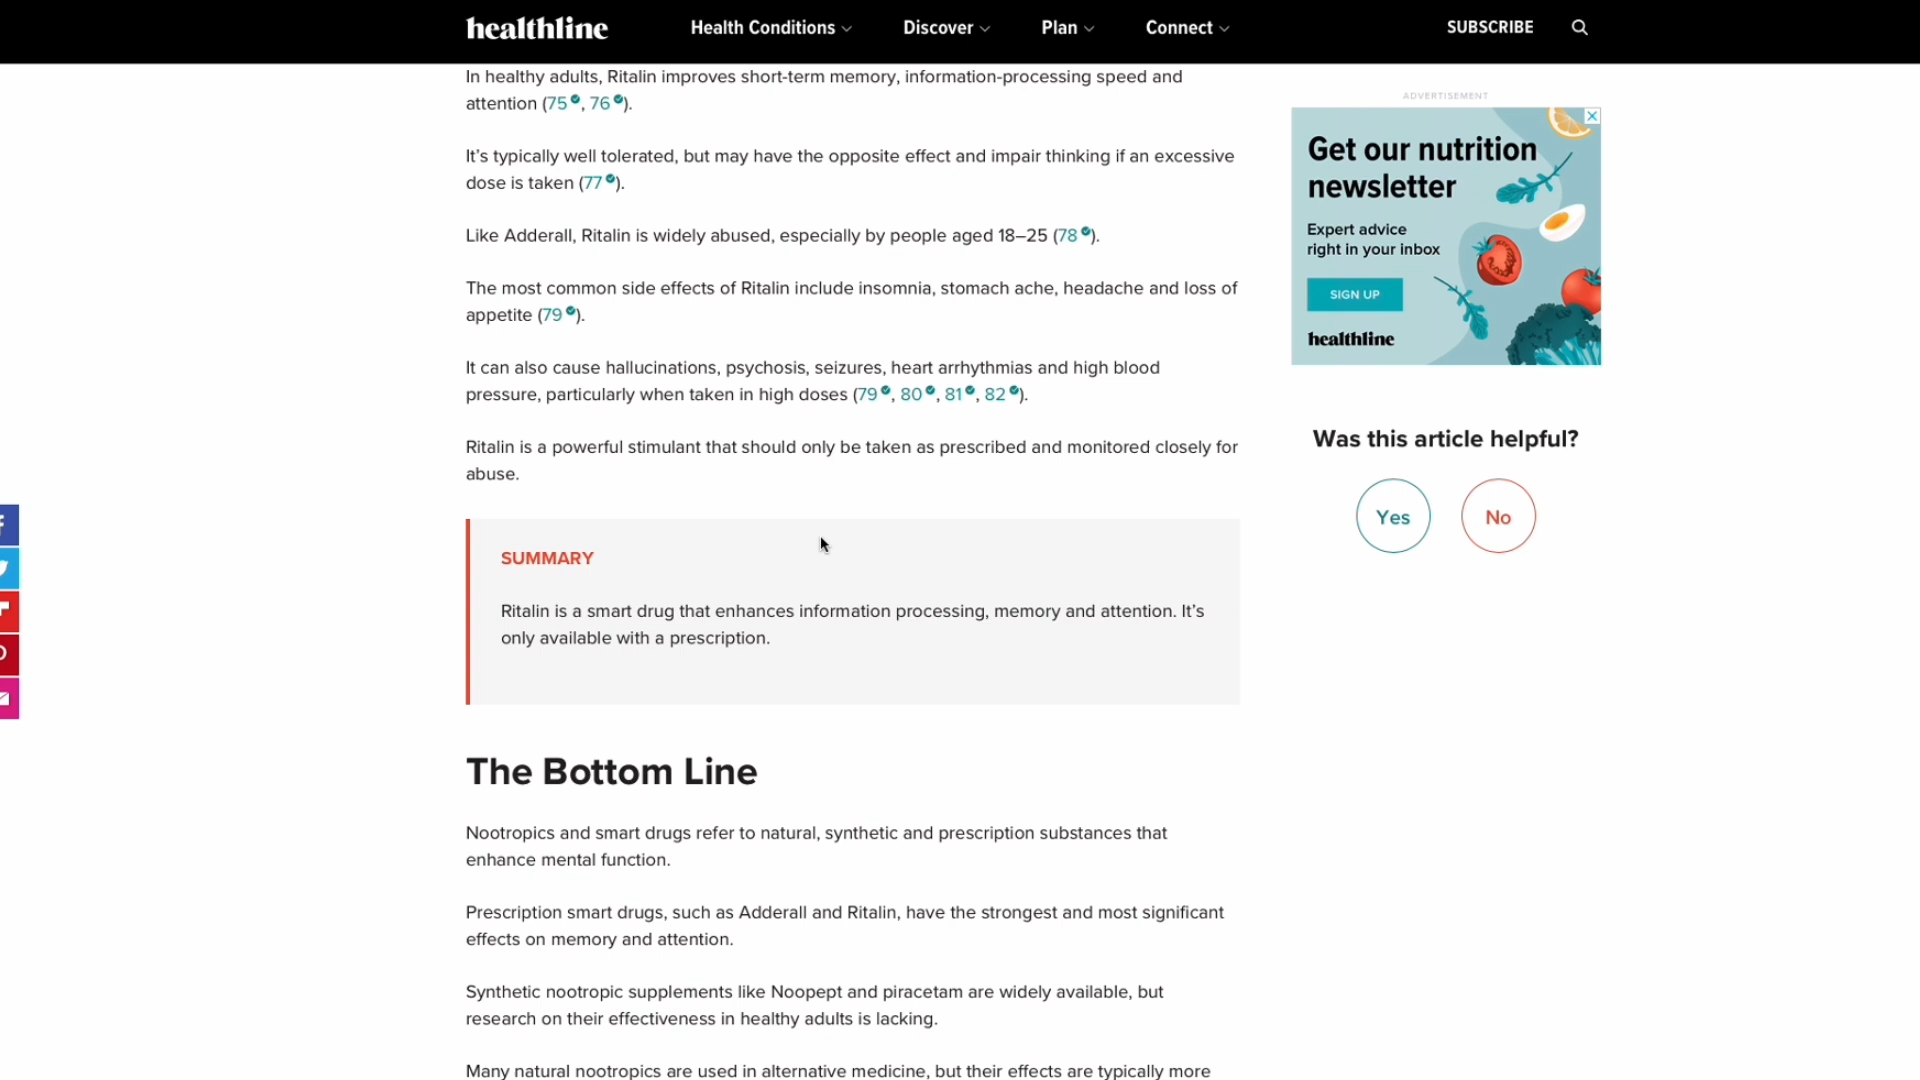 healthline
Health Conditions
Discover
Plan
Connect
SUBSCRIBE
In healthy adults, Ritalin improves short-term memory, information-processing speed and
attention (75, 76).
It’s typically well tolerated, but may have the opposite effect and impair thinking if an excessive
dose is taken (77).
Like Adderall, Ritalin is widely abused, especially by people aged 18–25 (78).
The most common side effects of Ritalin include insomnia, stomach ache, headache and loss of
appetite (79).
It can also cause hallucinations, psychosis, seizures, heart arrhythmias and high blood
pressure, particularly when taken in high doses (79, 80, 81, 82).
Ritalin is a powerful stimulant that should only be taken as prescribed and monitored closely for
abuse.
SUMMARY
Ritalin is a smart drug that enhances information processing, memory and attention. It’s
only available with a prescription.
The Bottom Line
Nootropics and smart drugs refer to natural, synthetic and prescription substances that
enhance mental function.
Prescription smart drugs, such as Adderall and Ritalin, have the strongest and most significant
effects on memory and attention.
Synthetic nootropic supplements like Noopept and piracetam are widely available, but
research on their effectiveness in healthy adults is lacking.
Many natural nootropics are used in alternative medicine, but their effects are typically more
ADVERTISEMENT
Get our nutrition
newsletter
Expert advice
right in your inbox
SIGN UP
healthline
Was this article helpful?
Yes
No